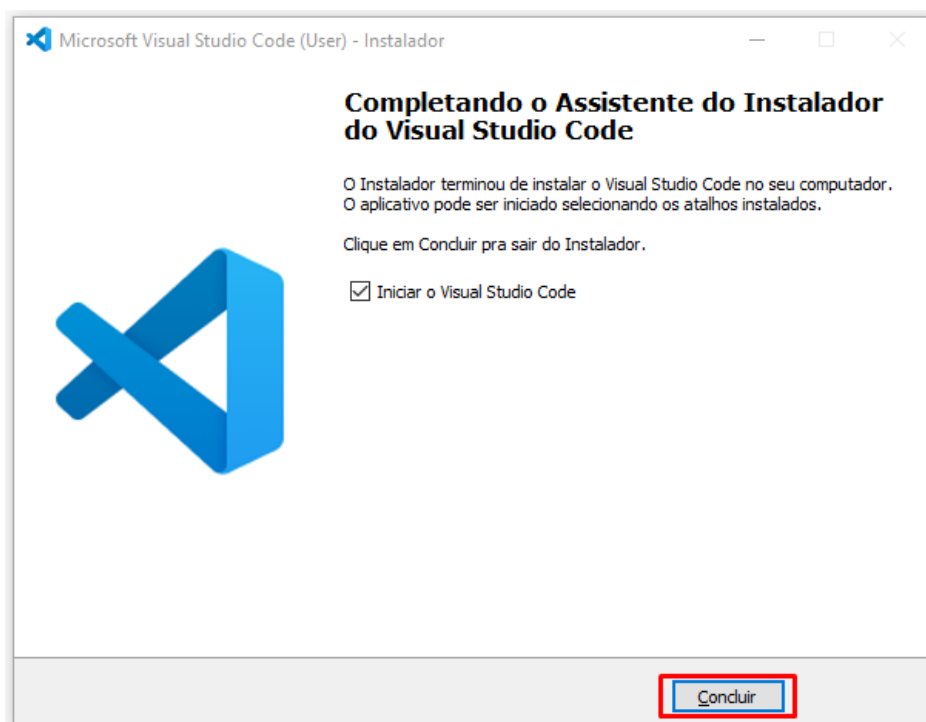 Microsoft Visual Studio Code (User) - Instalador
Completando o Assistente do Instalador
do Visual Studio Code
O Instalador terminou de instalar o Visual Studio Code no seu computador.
O aplicativo pode ser iniciado selecionando os atalhos instalados.
Clique em Concluir pra sair do Instalador.
Iniciar o Visual Studio Code
Concluir